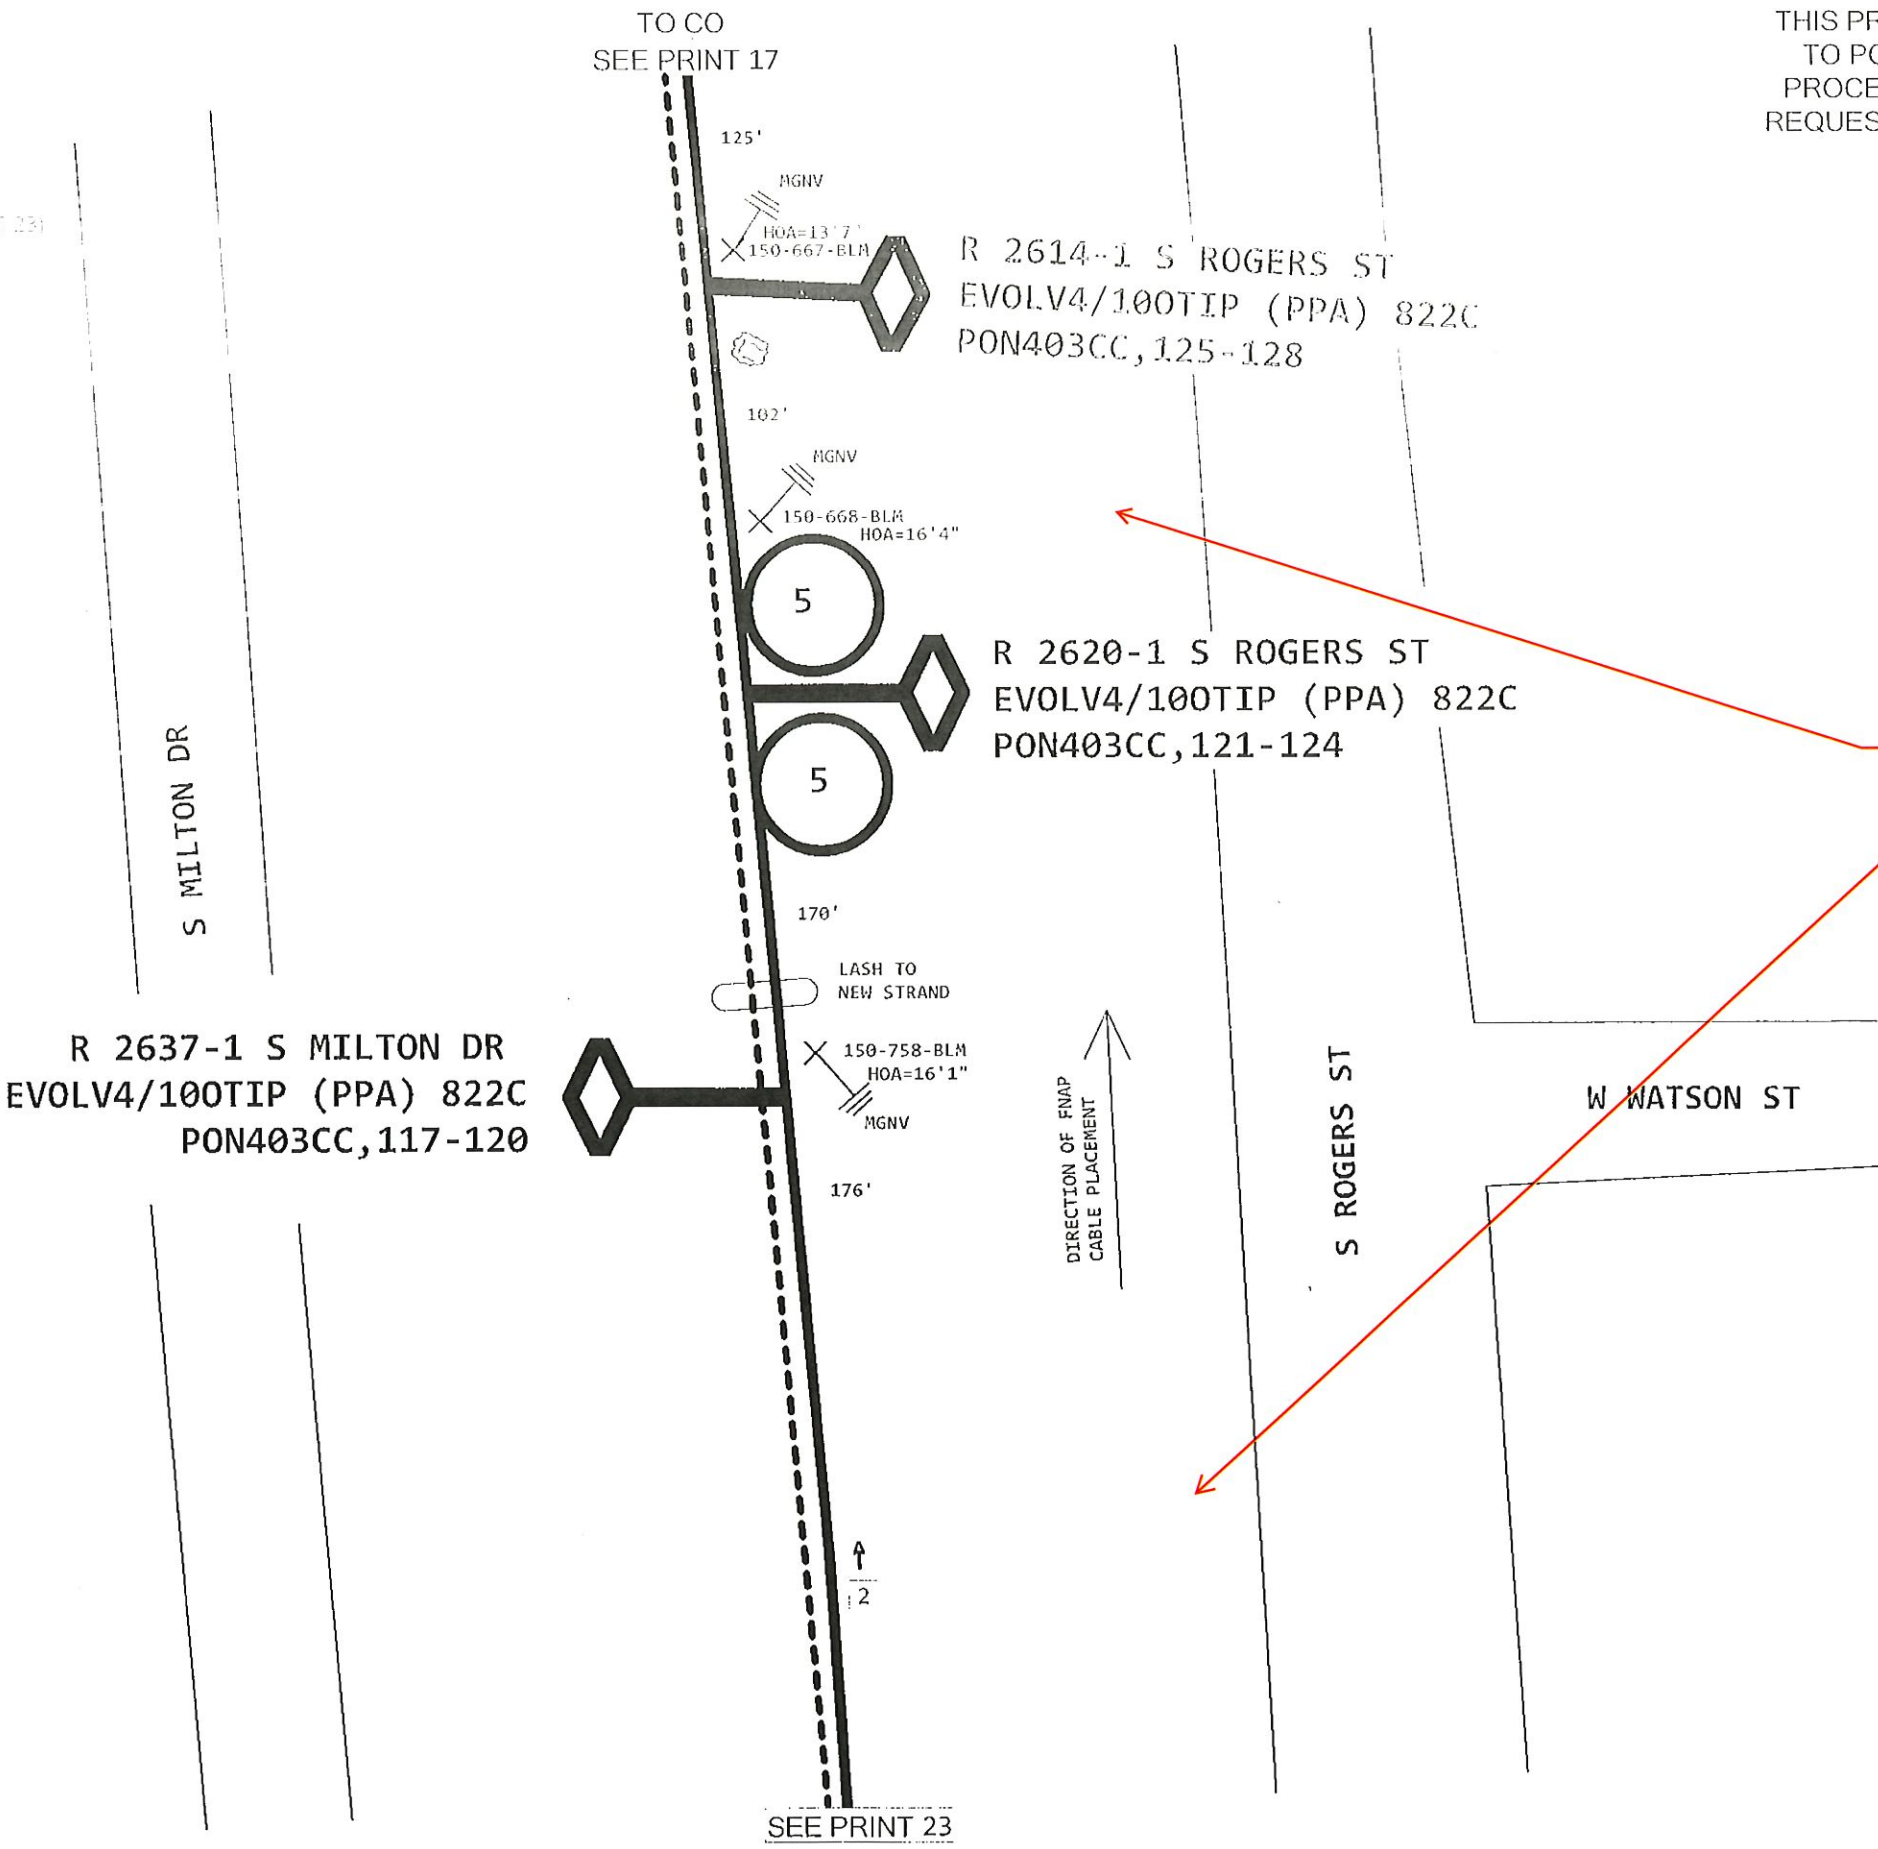 TO CO
SEE PRINT 17
THIS PR
TO PO
PROCE
REQUES
125'
MGNV
HOA=13'7"
150-667-BLM
R 2614-1 S ROGERS ST
EVOLV4/100TIP (PPA) 822C
PON403CC,125-128
23)
102'
MGNV
150-668-BLM
HOA=16'4"
5
R 2620-1 S ROGERS ST
EVOLV4/100TIP (PPA) 822C
PON403CC,121-124
5
S MILTON DR
170'
LASH TO
NEW STRAND
R 2637-1 S MILTON DR
EVOLV4/100TIP (PPA) 822C
PON403CC,117-120
150-758-BLM
HOA=16'1"
MGNV
176'
DIRECTION OF FNAP
CABLE PLACEMENT
S ROGERS ST
W WATSON ST
2
SEE PRINT 23